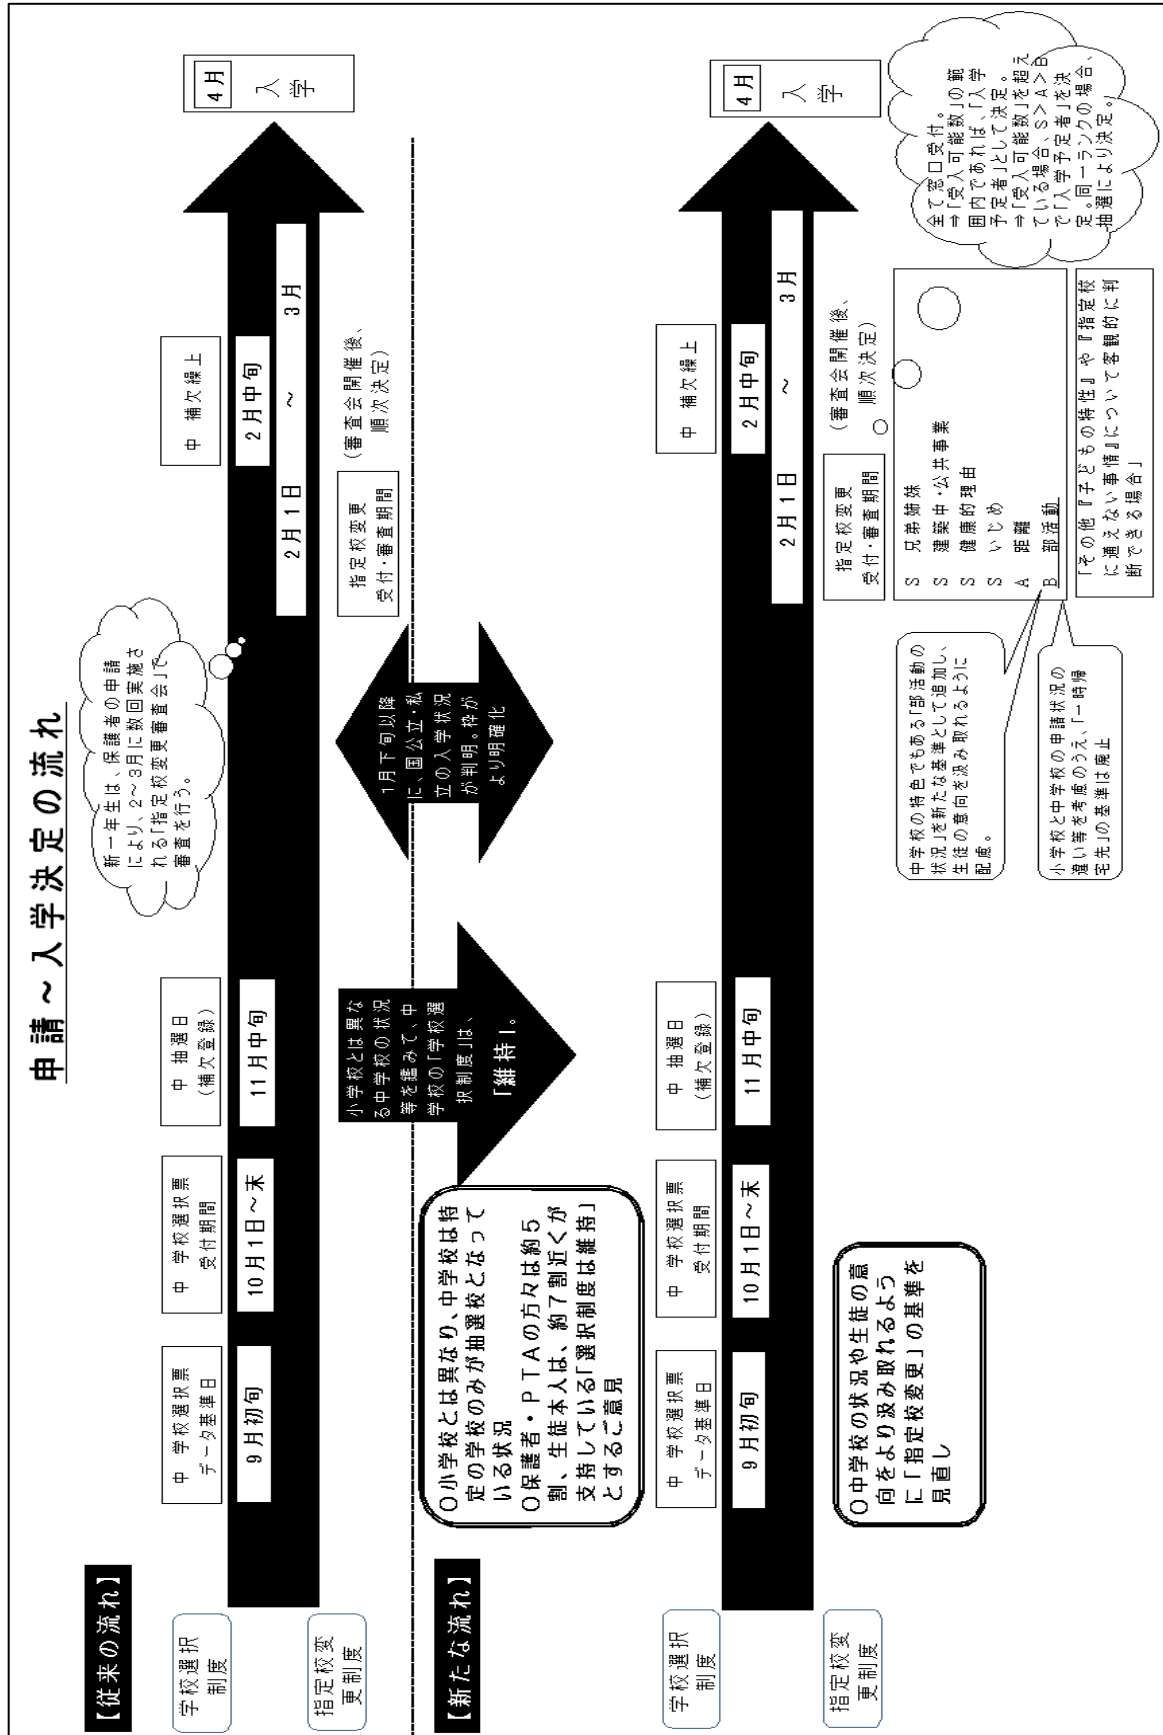 申請～入学決定の流れ
【従来の流れ】
学校選択
制度
指定校変
更制度
中　学校選択票
データ基準日
9月初旬
中　学校選択票
受付期間
10月1日～末
中　抽選日
（補欠登録）
11月中旬
新一年生は、保護者の申請
により、2～3月に数回実施さ
れる「指定校変更審査会」で
審査を行う。
中　補欠繰上
2月中旬
2月1日　～　3月
指定校変更
受付・審査期間
（審査会開催後、
順次決定）
4月
入
学
小学校とは異な
る中学校の状況
等を鑑みて、中
学校の「学校選
択制度」は、
「維持」。
1月下旬以降
に、国公立・私
立の入学状況
が判明。枠が
より明確化
【新たな流れ】
〇小学校とは異なり、中学校は特
定の学校のみが抽選校となって
いる状況
〇保護者・PTAの方々は約5
割、生徒本人は、約7割近くが
支持している「選択制度は維持」
とするご意見
学校選択
制度
指定校変
更制度
中　学校選択票
データ基準日
9月初旬
中　学校選択票
受付期間
10月1日～末
中　抽選日
（補欠登録）
11月中旬
中　補欠繰上
2月中旬
2月1日　～　3月
指定校変更
受付・審査期間
（審査会開催後、
順次決定）
4月
入
学
〇中学校の状況や生徒の意
向をより汲み取れるよう
に「指定校変更」の基準を
見直し
中学校の特色でもある「部活動の
状況」を新たな基準として追加し、
生徒の意向を汲み取れるように
配慮。
小学校と中学校の申請状況の
違い等を考慮のうえ、「一時帰
宅先」の基準は廃止
S　兄弟姉妹
S　建築中・公共事業
S　健康的理由
S　いじめ
A　距離
B　部活動
「その他『子どもの特性』や『指定校
に通えない事情』について客観的に判
断できる場合」
全て窓口受付。
⇒「受入可能数」の範
囲内であれば、「入学
予定者」として決定。
⇒「受入可能数」を超え
ている場合、S＞A＞B
で「入学予定者」を決
定。同一ランクの場合、
抽選により決定。